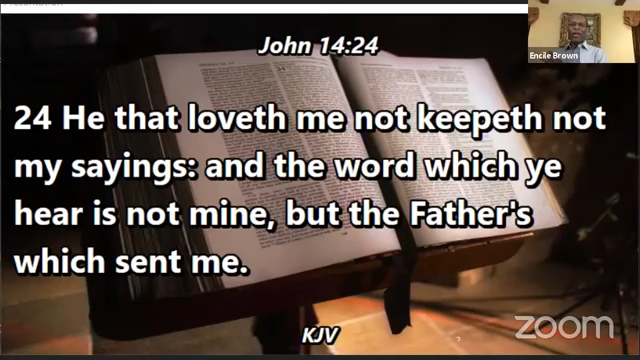 John 14:24
Encile Brown
24 He that loveth me not keepeth not
my sayings: and the word which ye
hear is not mine, but the Father's
which sent me.
KJV
zoom